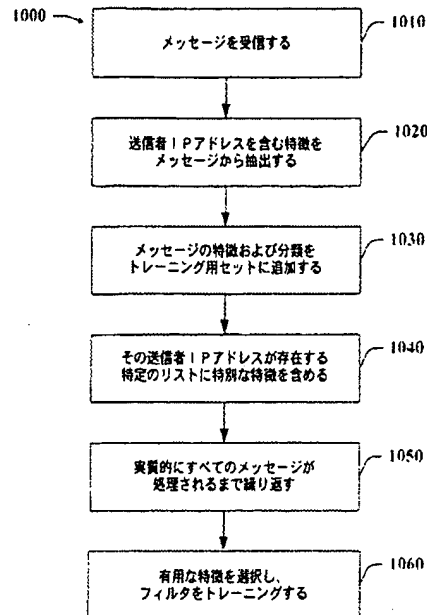 1000
メッセージを受信する
1010
送信者IPアドレスを含む特徴を
メッセージから抽出する
1020
メッセージの特徴および分類を
トレーニング用セットに追加する
1030
その送信者IPアドレスが存在する
特定のリストに特別な特徴を含める
1040
実質的にすべてのメッセージが
処理されるまで繰り返す
1050
有用な特徴を選択し、
フィルタをトレーニングする
1060